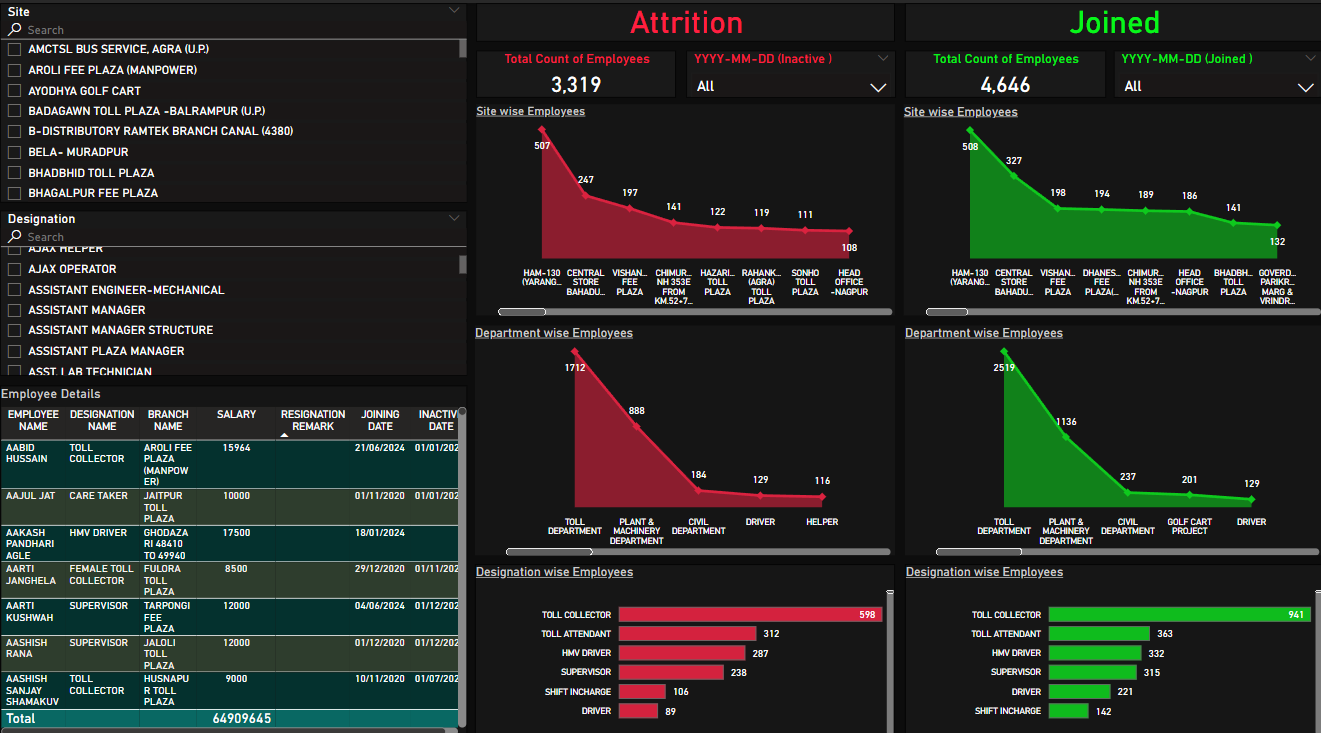 Site
Search
AMCTSL BUS SERVICE, AGRA (U.P.)
AROLI FEE PLAZA (MANPOWER)
AYODHYA GOLF CART
BADAGAWN TOLL PLAZA -BALRAMPUR (U.P.)
B-DISTRIBUTORY RAMTEK BRANCH CANAL (4380)
BELA- MURADPUR
BHADBHID TOLL PLAZA
BHAGALPUR FEE PLAZA
Designation
Search
AJAX HELPER
AJAX OPERATOR
ASSISTANT ENGINEER-MECHANICAL
ASSISTANT MANAGER
ASSISTANT MANAGER STRUCTURE
ASSISTANT PLAZA MANAGER
ASST. LAB TECHNICIAN
Employee Details
EMPLOYEE DESIGNATION BRANCH SALARY RESIGNATION JOINING INACTIV
NAME NAME NAME REMARK DATE DATE
AABID TOLL AROLI FEE 15964 21/06/2024 01/01/202
HUSSAIN COLLECTOR PLAZA
(MANPOW
ER)
AAJUL JAT CARE TAKER JAITPUR 10000 01/11/2020 01/01/202
TOLL
PLAZA
AAKASH HMV DRIVER GHODAZA 17500 18/01/2024
PANDHARI RI 48410
AGLE TO 49940
AARTI FEMALE TOLL FULORA 8500 29/12/2020 01/11/202
JANGHELA COLLECTOR TOLL
PLAZA
AARTI SUPERVISOR TARPONGI 12000 04/06/2024 01/12/202
KUSHWAH FEE
PLAZA
AASHISH SUPERVISOR JALOLI 12000 01/12/2020 01/12/202
RANA TOLL
PLAZA
AASHISH TOLL HUSNAPU 9000 10/11/2020 01/07/202
SANJAY COLLECTOR R TOLL
SHAMAKUV PLAZA
Total 64909645
Attrition
Total Count of Employees
3,319
YYYY-MM-DD (Inactive )
All
Site wise Employees
507
247
197
141
122
119
111
108
HAM-130 CENTRAL VISHAN... CHIMUR... HAZARI... RAHANK... SONHO HEAD
(YARANG... STORE FEE NH 353E TOLL (AGRA) TOLL OFFICE
BAHADU... PLAZA FROM PLAZA TOLL PLAZA -NAGPUR
KM.52+7... PLAZA
Department wise Employees
1712
888
184
129
116
TOLL PLANT & CIVIL DRIVER HELPER
DEPARTMENT MACHINERY DEPARTMENT
DEPARTMENT
Designation wise Employees
TOLL COLLECTOR 598
TOLL ATTENDANT 312
HMV DRIVER 287
SUPERVISOR 238
SHIFT INCHARGE 106
DRIVER 89
Joined
Total Count of Employees
4,646
YYYY-MM-DD (Joined )
All
Site wise Employees
508
327
198
194
189
186
141
132
HAM-130 CENTRAL VISHAN... DHANES... CHIMUR... HEAD BHADBH... GOVERD...
(YARANG... STORE FEE FEE NH 353E OFFICE TOLL PARIKR...
BAHADU... PLAZA PLAZA(... FROM -NAGPUR PLAZA MARG &
KM.52+7... VRINDR...
Department wise Employees
2519
1136
237
201
129
TOLL PLANT & CIVIL GOLF CART DRIVER
DEPARTMENT MACHINERY DEPARTMENT PROJECT
DEPARTMENT
Designation wise Employees
TOLL COLLECTOR 941
TOLL ATTENDANT 363
HMV DRIVER 332
SUPERVISOR 315
DRIVER 221
SHIFT INCHARGE 142